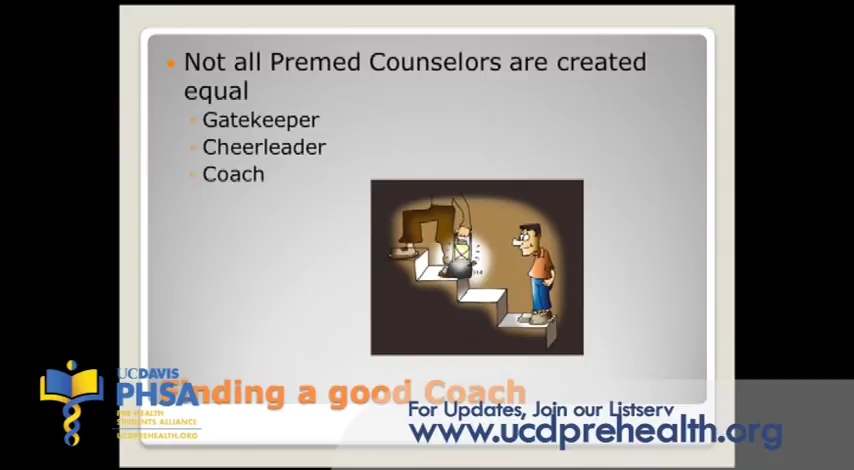 Not all Premed Counselors are created
equal
Gatekeeper
Cheerleader
Coach
Finding a good Coach
UCDAVIS
PHSA
PRE HEALTH
STUDENTS ALLIANCE
UCDPREHEALTH.ORG
For Updates, Join our Listserv
www.ucdprehealth.org